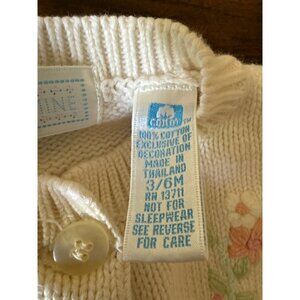 COTTON
100% COTTON
EXCLUSIVE OF
DECORATION
MADE IN
THAILAND
3/6M
RN 13711
NOT FOR
SLEEPWEAR
SEE REVERSE
FOR CARE